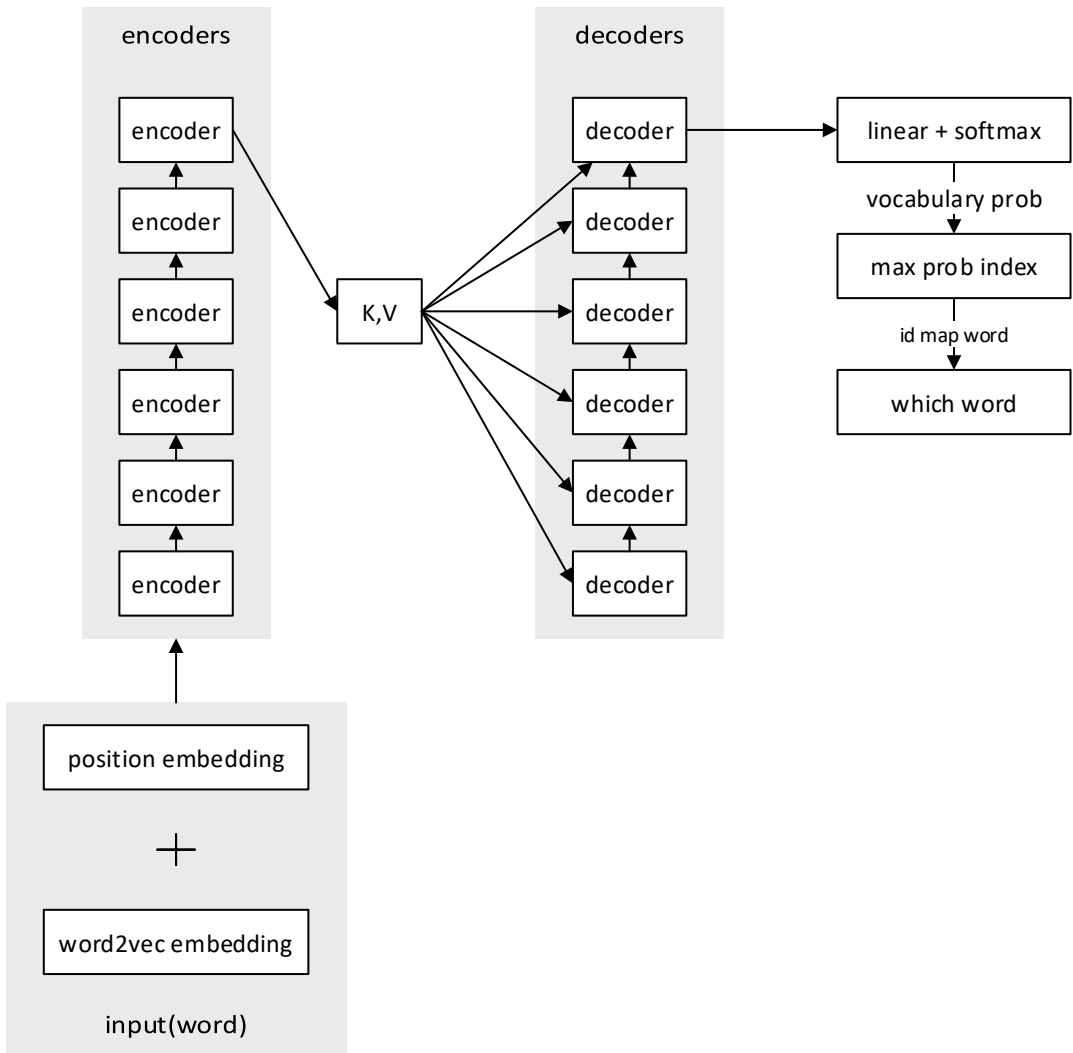 encoders
encoder
encoder
encoder
encoder
encoder
encoder
position embedding
+
word2vec embedding
input(word)
K,V
decoders
decoder
decoder
decoder
decoder
decoder
decoder
linear + softmax
vocabulary prob
max prob index
id map word
which word